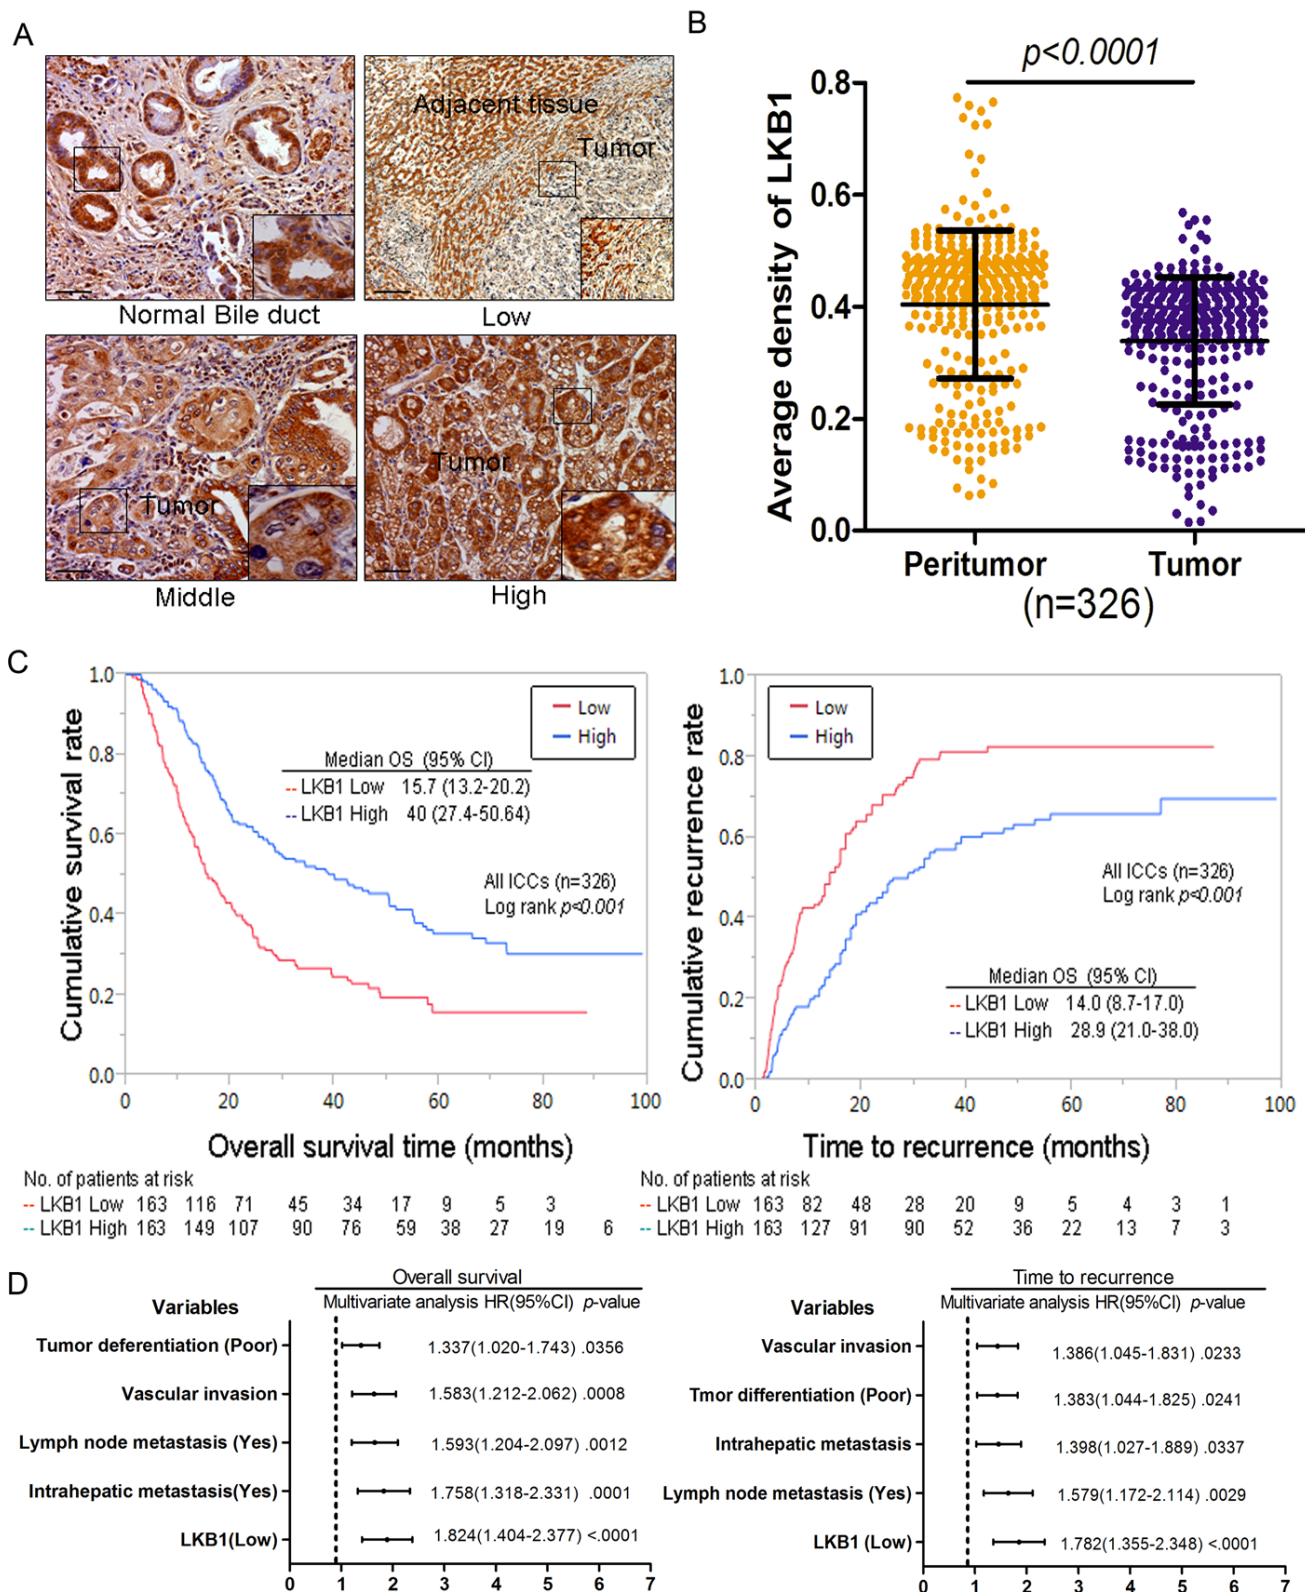 A
Adjacent tissue
Tumor
Normal Bile duct
Low
Tumor
Tumor
Middle
High
B
p<0.0001
Average density of LKB1
0.8
0.6
0.4
0.2
0.0
Peritumor
Tumor
(n=326)
C
Cumulative survival rate
1.0
0.8
0.6
0.4
0.2
0.0
Low
High
Median OS (95% CI)
LKB1 Low 15.7 (13.2-20.2)
LKB1 High 40 (27.4-50.64)
All ICCs (n=326)
Log rank p<0.001
0 20 40 60 80 100
Overall survival time (months)
No. of patients at risk
LKB1 Low 163 116 71 45 34 17 9 5 3
LKB1 High 163 149 107 90 76 59 38 27 19 6
Cumulative recurrence rate
1.0
0.8
0.6
0.4
0.2
0.0
Low
High
All ICCs (n=326)
Log rank p<0.001
Median OS (95% CI)
LKB1 Low 14.0 (8.7-17.0)
LKB1 High 28.9 (21.0-38.0)
0 20 40 60 80 100
Time to recurrence (months)
No. of patients at risk
LKB1 Low 163 82 48 28 20 9 5 4 3 1
LKB1 High 163 127 91 90 52 36 22 13 7 3
D
Overall survival
Variables
Multivariate analysis HR(95%CI) p-value
Tumor deferentiation (Poor) 1.337(1.020-1.743) .0356
Vascular invasion 1.583(1.212-2.062) .0008
Lymph node metastasis (Yes) 1.593(1.204-2.097) .0012
Intrahepatic metastasis(Yes) 1.758(1.318-2.331) .0001
LKB1(Low) 1.824(1.404-2.377) <.0001
0 1 2 3 4 5 6 7
Time to recurrence
Variables
Multivariate analysis HR(95%CI) p-value
Vascular invasion 1.386(1.045-1.831) .0233
Tmor differentiation (Poor) 1.383(1.044-1.825) .0241
Intrahepatic metastasis 1.398(1.027-1.889) .0337
Lymph node metastasis (Yes) 1.579(1.172-2.114) .0029
LKB1 (Low) 1.782(1.355-2.348) <.0001
0 1 2 3 4 5 6 7